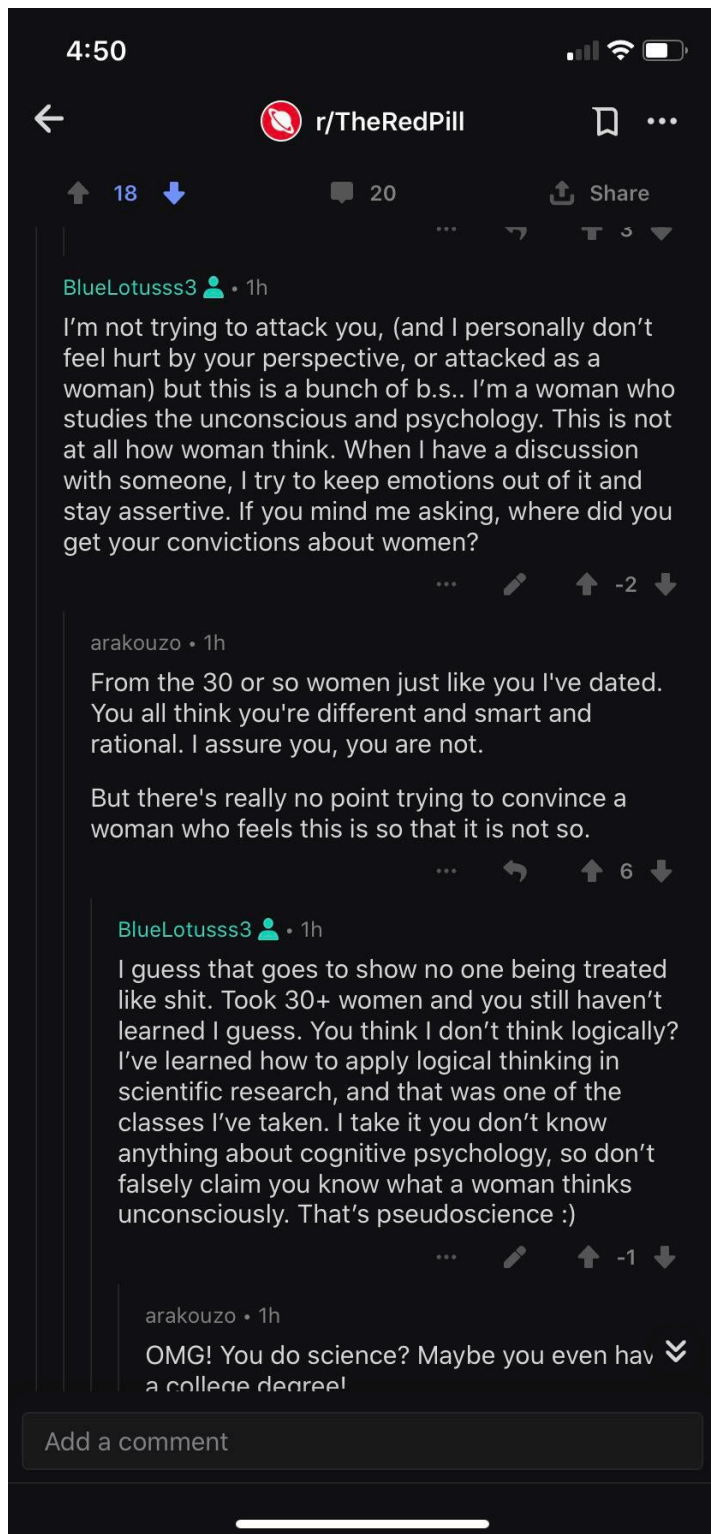 4:50
r/TheRedPill
18
20
Share
3
BlueLotusss3 • 1h
I’m not trying to attack you, (and I personally don’t
feel hurt by your perspective, or attacked as a
woman) but this is a bunch of b.s.. I’m a woman who
studies the unconscious and psychology. This is not
at all how woman think. When I have a discussion
with someone, I try to keep emotions out of it and
stay assertive. If you mind me asking, where did you
get your convictions about women?
-2
arakouzo • 1h
From the 30 or so women just like you I've dated.
You all think you're different and smart and
rational. I assure you, you are not.
But there's really no point trying to convince a
woman who feels this is so that it is not so.
6
BlueLotusss3 • 1h
I guess that goes to show no one being treated
like shit. Took 30+ women and you still haven’t
learned I guess. You think I don’t think logically?
I’ve learned how to apply logical thinking in
scientific research, and that was one of the
classes I’ve taken. I take it you don’t know
anything about cognitive psychology, so don’t
falsely claim you know what a woman thinks
unconsciously. That’s pseudoscience :)
-1
arakouzo • 1h
OMG! You do science? Maybe you even hav
a college degree!
Add a comment